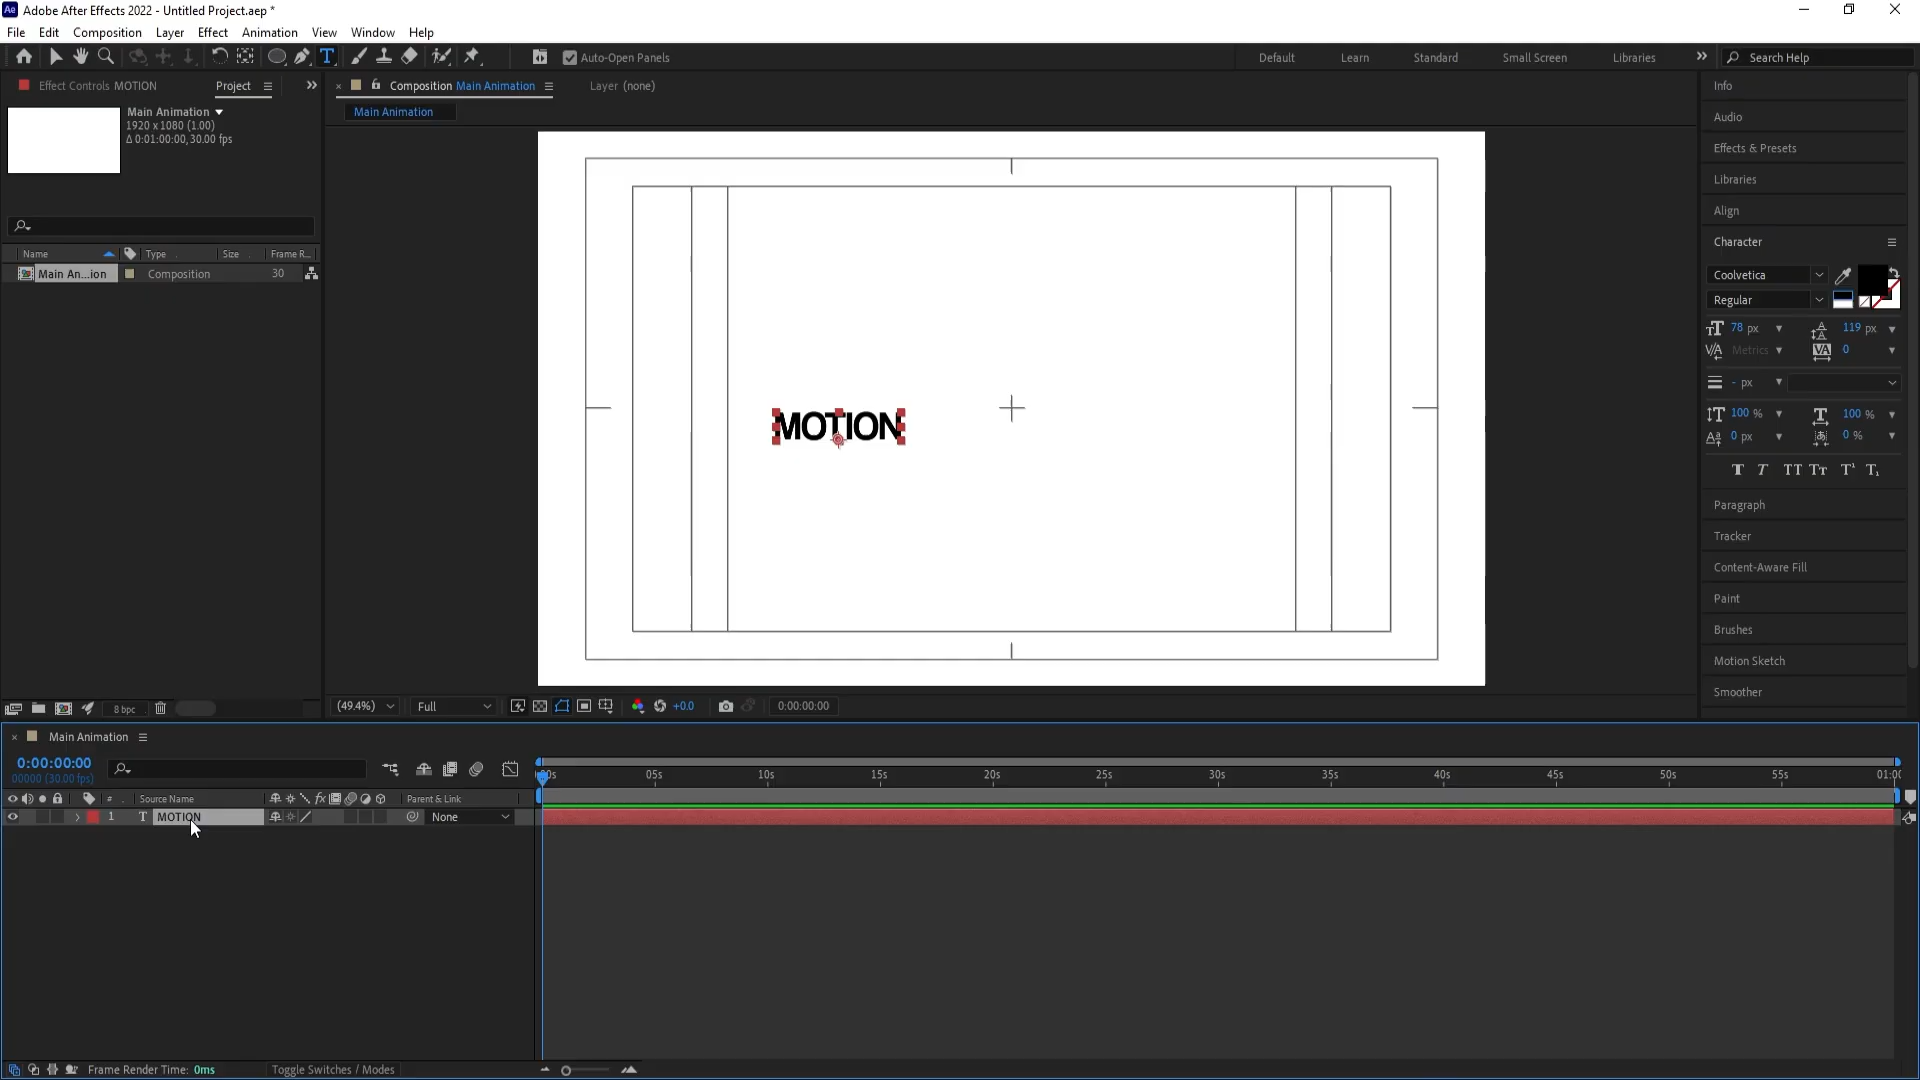 Ae Adobe After Effects 2022 - Untitled Project.aep *
File Edit Composition Layer Effect Animation View Window Help
Auto-Open Panels Default Learn Standard Small Screen Libraries Search Help
Effect Controls MOTION Project
Composition Main Animation Layer (none)
Main Animation
Main Animation
1920 x 1080 (1.00)
Δ 0:01:00:00, 30.00 fps
Name Type Size Frame R...
Main An...ion Composition 30
8 bpc
MOTION
(49.4%) Full +0.0 0:00:00:00
Info
Audio
Effects & Presets
Libraries
Align
Character
Coolvetica
Regular
78 px 119 px
Metrics 0
- px
100 % 100 %
0 px 0 %
Paragraph
Tracker
Content-Aware Fill
Paint
Brushes
Motion Sketch
Smoother
Main Animation
0:00:00:00
00000 (30.00 fps)
05s 10s 15s 20s 25s 30s 35s 40s 45s 50s 55s
# Source Name fx Parent & Link
1 T MOTION None
Frame Render Time: 0ms Toggle Switches / Modes